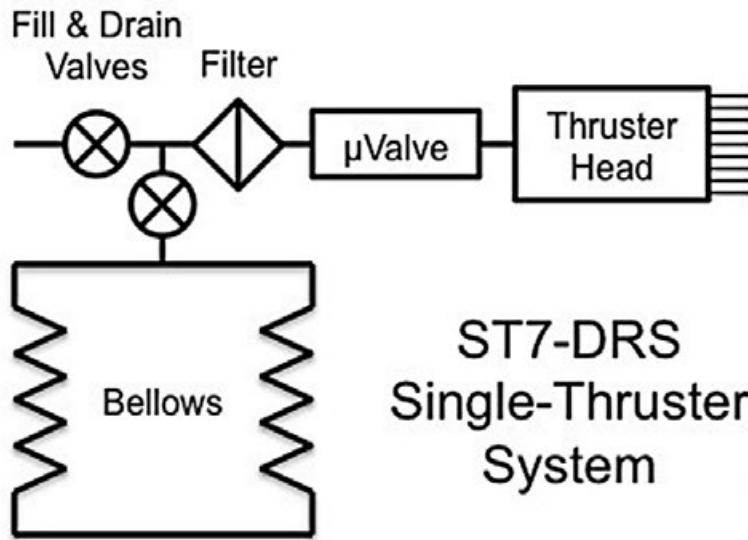 Fill & Drain
Valves
Filter
µValve
Thruster
Head
Bellows
ST7-DRS
Single-Thruster
System